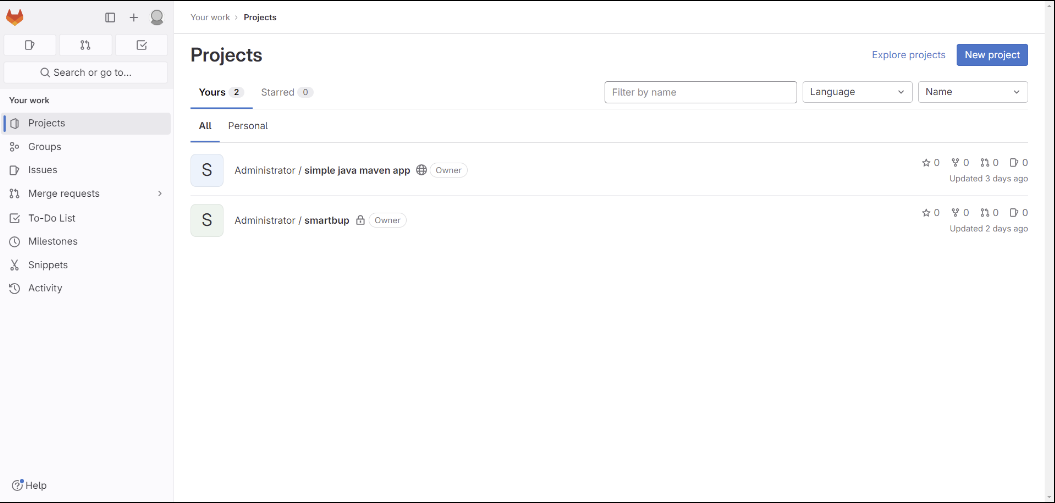 Your work / Projects
Projects
Explore projects
New project
Search or go to...
Your work
Projects
Groups
Issues
Merge requests
To-Do List
Milestones
Snippets
Activity
Help
Yours 2
Starred 0
Filter by name
Language
Name
All
Personal
S
Administrator / simple java maven app
Owner
0 0 0 0
Updated 3 days ago
S
Administrator / smartbup
Owner
0 0 0 0
Updated 2 days ago